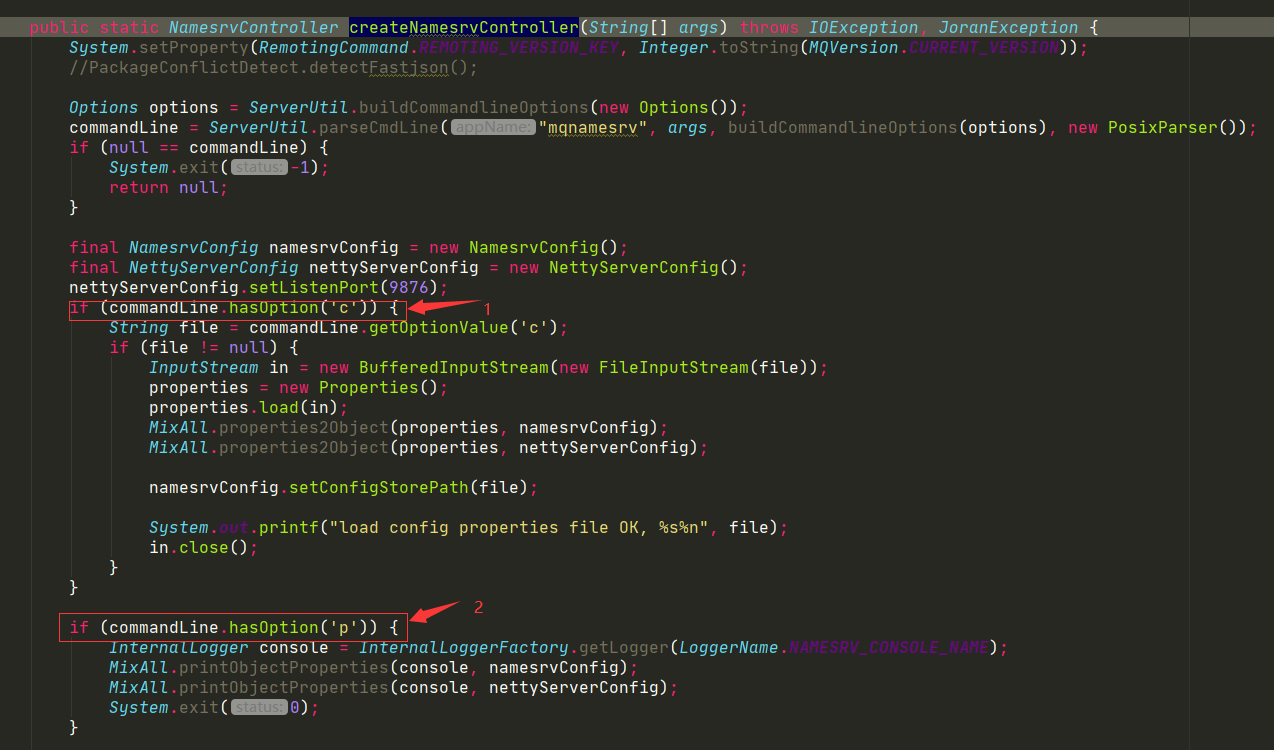 public static NamesrvController createNamesrvController(String[] args) throws IOException, JoranException {
System.setProperty(RemotingCommand.REMOTING_VERSION_KEY, Integer.toString(MQVersion.CURRENT_VERSION));
//PackageConflictDetect.detectFastjson();
Options options = ServerUtil.buildCommandlineOptions(new Options());
commandLine = ServerUtil.parseCmdLine( appName: "mqnamesrv", args, buildCommandlineOptions(options), new PosixParser());
if (null == commandLine) {
System.exit( status: -1);
return null;
}
final NamesrvConfig namesrvConfig = new NamesrvConfig();
final NettyServerConfig nettyServerConfig = new NettyServerConfig();
nettyServerConfig.setListenPort(9876);
if (commandLine.hasOption('c')) { 1
String file = commandLine.getOptionValue('c');
if (file != null) {
InputStream in = new BufferedInputStream(new FileInputStream(file));
properties = new Properties();
properties.load(in);
MixAll.properties2Object(properties, namesrvConfig);
MixAll.properties2Object(properties, nettyServerConfig);
namesrvConfig.setConfigStorePath(file);
System.out.printf("load config properties file OK, %s%n", file);
in.close();
}
}
2
if (commandLine.hasOption('p')) {
InternalLogger console = InternalLoggerFactory.getLogger(LoggerName.NAMESRV_CONSOLE_NAME);
MixAll.printObjectProperties(console, namesrvConfig);
MixAll.printObjectProperties(console, nettyServerConfig);
System.exit( status: 0);
}